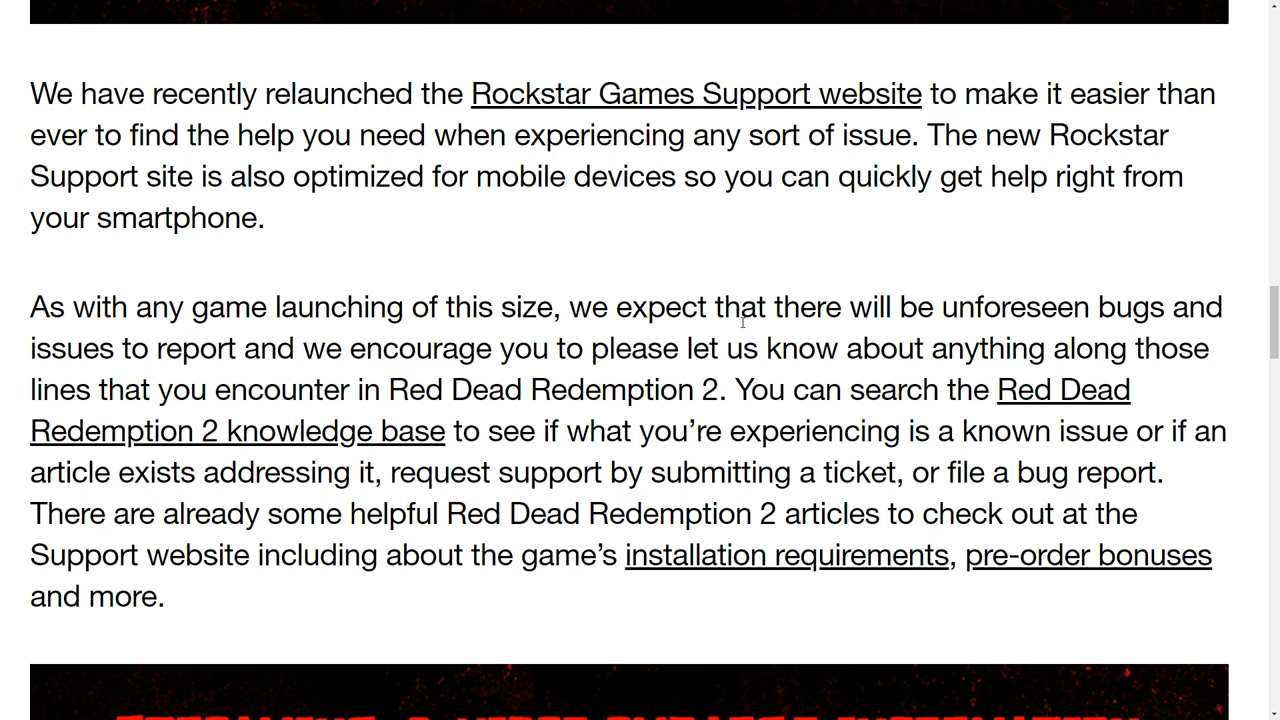 We have recently relaunched the Rockstar Games Support website to make it easier than
ever to find the help you need when experiencing any sort of issue. The new Rockstar
Support site is also optimized for mobile devices so you can quickly get help right from
your smartphone.
As with any game launching of this size, we expect that there will be unforeseen bugs and
issues to report and we encourage you to please let us know about anything along those
lines that you encounter in Red Dead Redemption 2. You can search the Red Dead
Redemption 2 knowledge base to see if what you’re experiencing is a known issue or if an
article exists addressing it, request support by submitting a ticket, or file a bug report.
There are already some helpful Red Dead Redemption 2 articles to check out at the
Support website including about the game’s installation requirements, pre-order bonuses
and more.